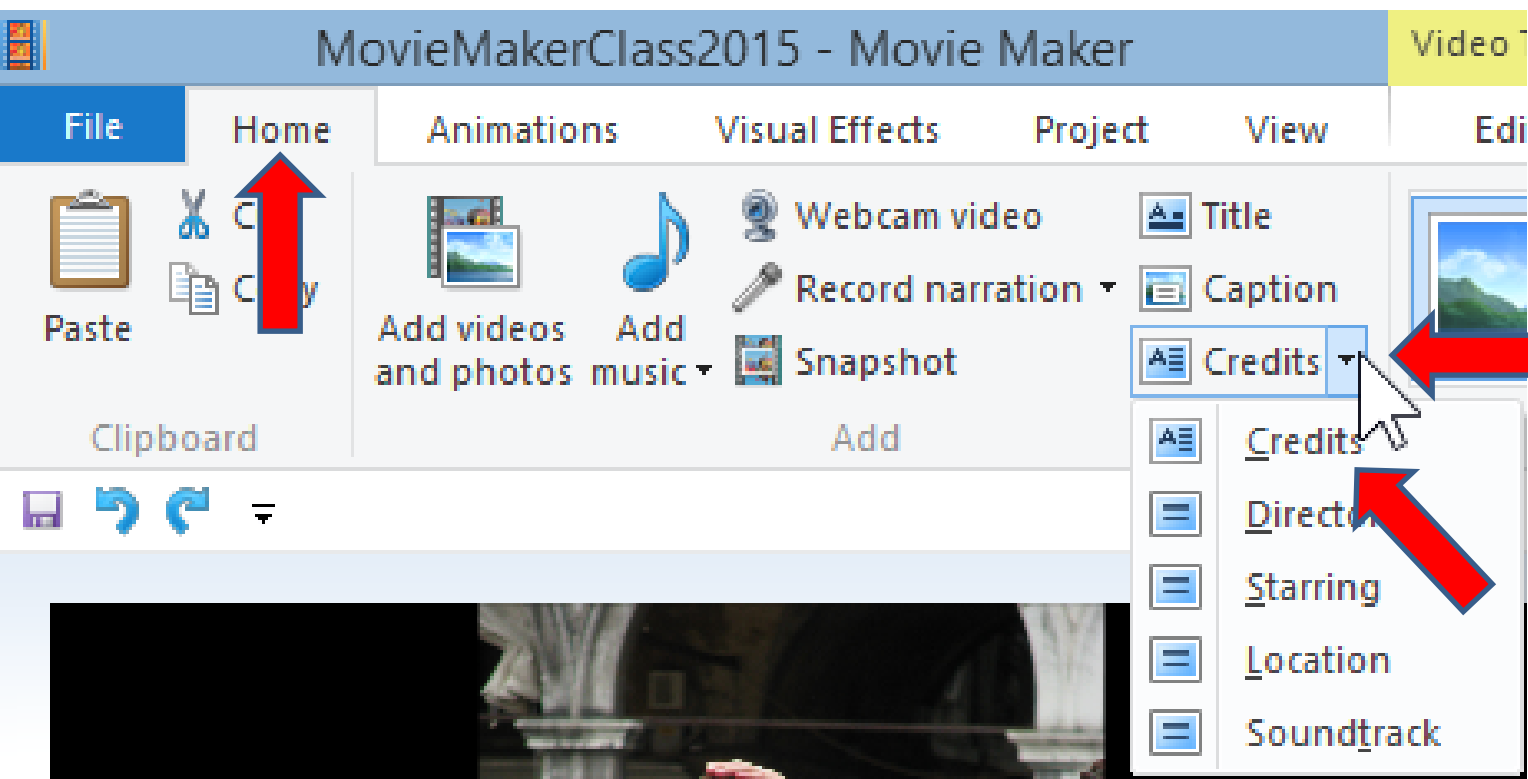 MovieMakerClass2015 - Movie Maker
Video
File Home Animations Visual Effects Project View
Paste
Add videos
and photos
Add
music
Webcam video
Record narration
Snapshot
Title
Caption
Credits
Clipboard
Add
Credits
Starring
Location
Soundtrack